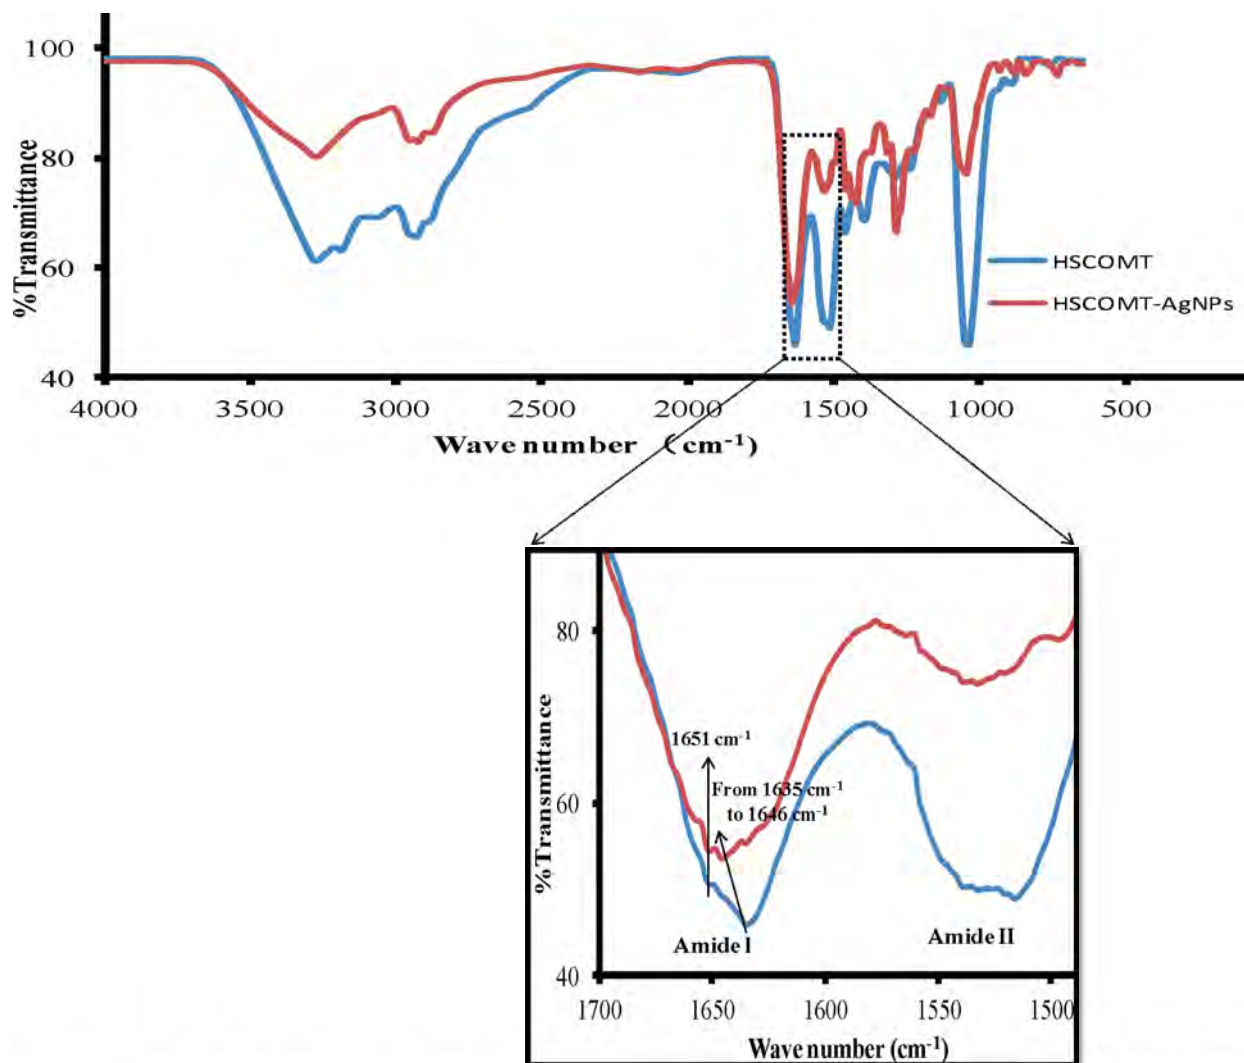 100
80
60
40
%Transmittance
4000
3500
3000
2500
2000
1500
1000
500
Wave number (cm-1)
HSCOMT
HSCOMT-AgNPs
80
60
40
%Transmittance
1651 cm-1
From 1635 cm-1
to 1646 cm-1
Amide I
Amide II
1700
1650
1600
1550
1500
Wave number (cm-1)